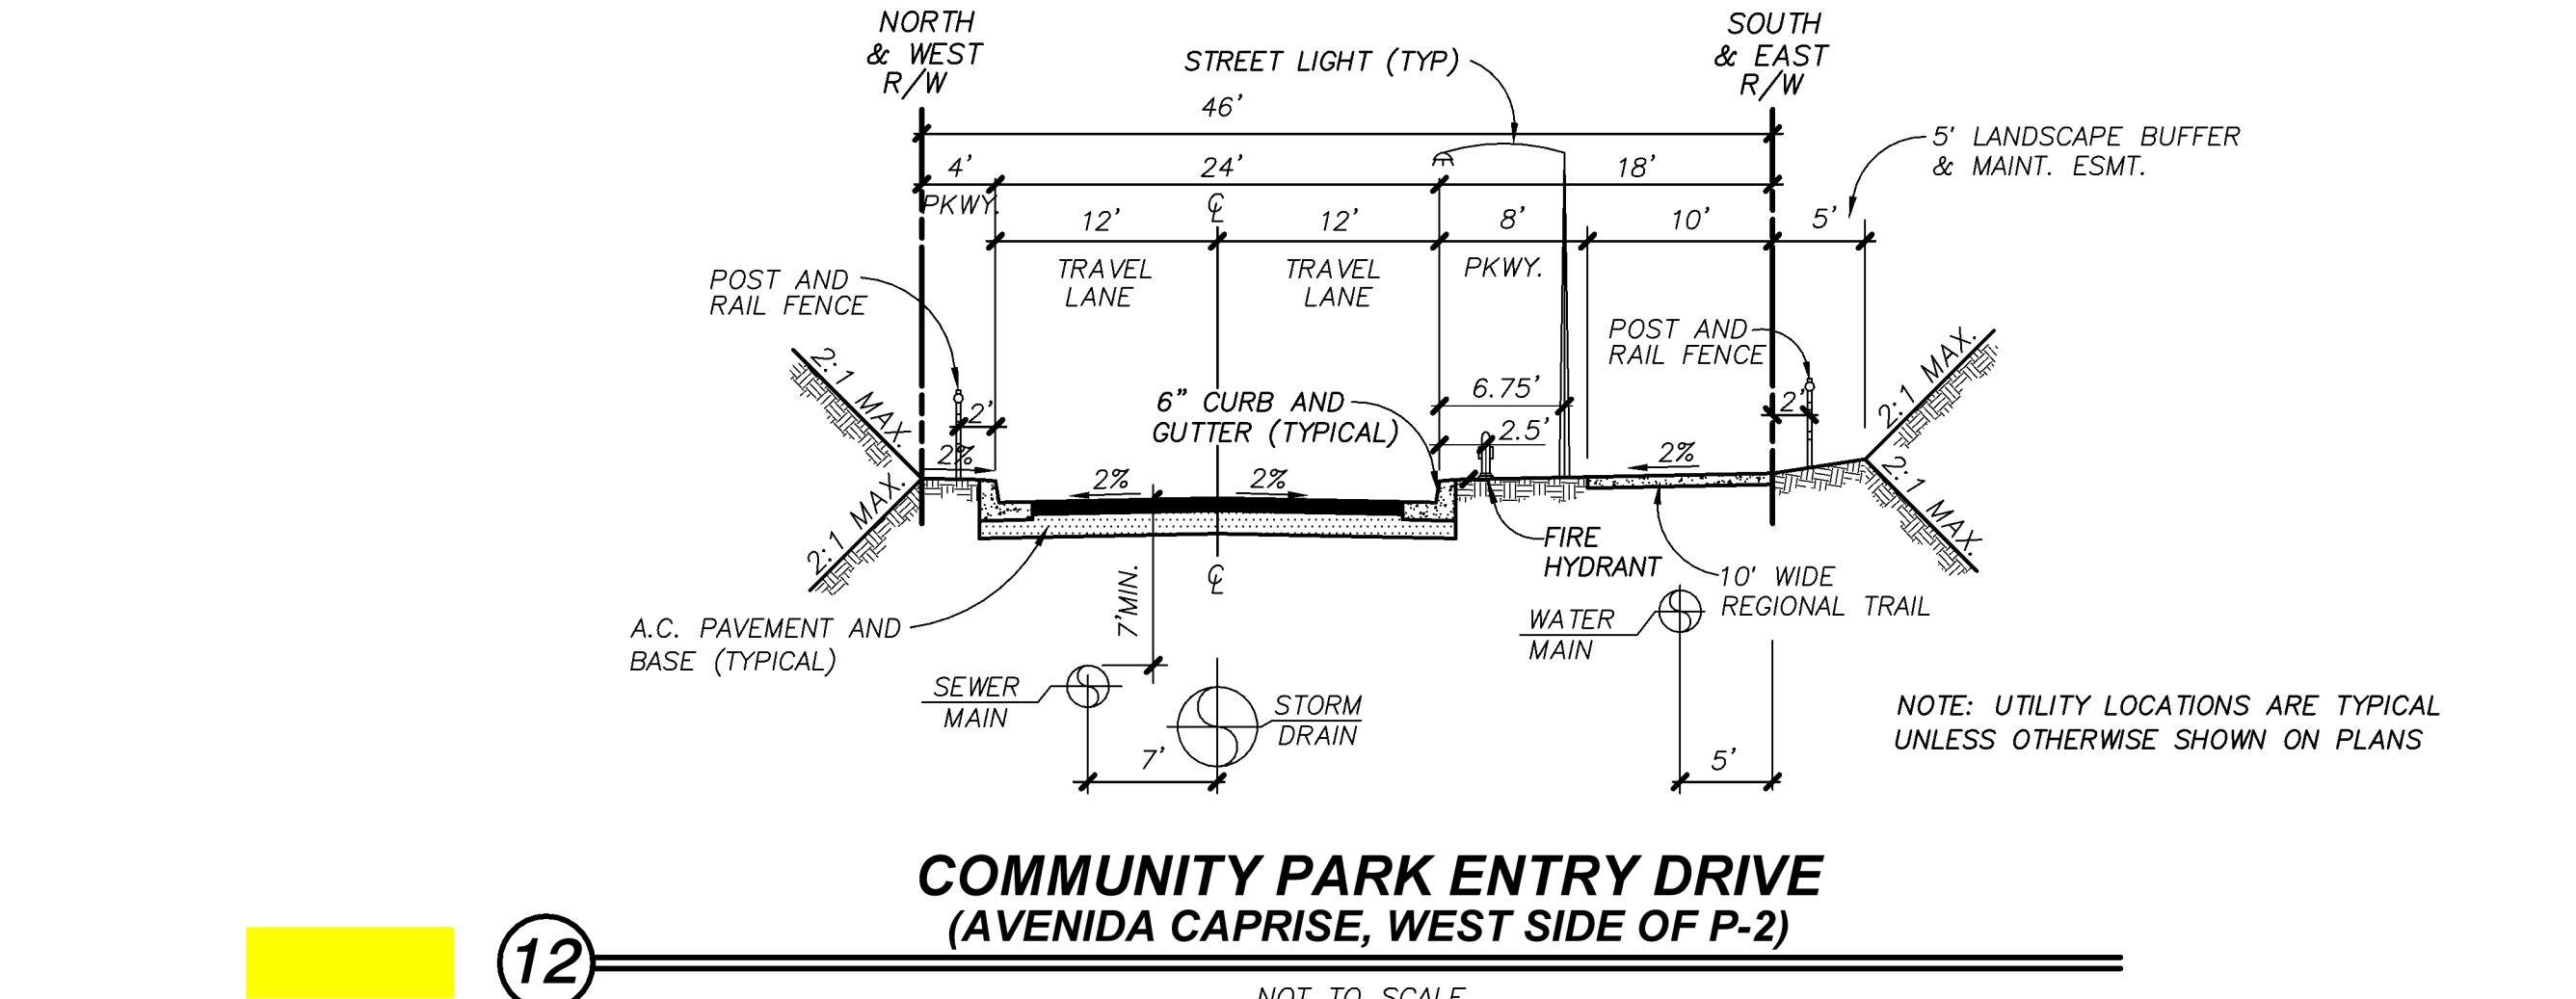 NORTH
& WEST
R/W
SOUTH
& EAST
R/W
STREET LIGHT (TYP)
46'
5' LANDSCAPE BUFFER
& MAINT. ESMT.
4'
24'
18'
PKWY.
℄
12'
12'
8'
10'
5'
TRAVEL
LANE
TRAVEL
LANE
PKWY.
POST AND
RAIL FENCE
POST AND
RAIL FENCE
2:1 MAX.
2:1 MAX.
6" CURB AND
GUTTER (TYPICAL)
6.75'
2.5'
2'
2'
2%
2%
2%
2%
2:1 MAX.
2:1 MAX.
FIRE
HYDRANT
7'MIN.
℄
10' WIDE
REGIONAL TRAIL
WATER
MAIN
A.C. PAVEMENT AND
BASE (TYPICAL)
SEWER
MAIN
STORM
DRAIN
7'
5'
NOTE: UTILITY LOCATIONS ARE TYPICAL
UNLESS OTHERWISE SHOWN ON PLANS
COMMUNITY PARK ENTRY DRIVE
(AVENIDA CAPRISE, WEST SIDE OF P-2)
12
NOT TO SCALE